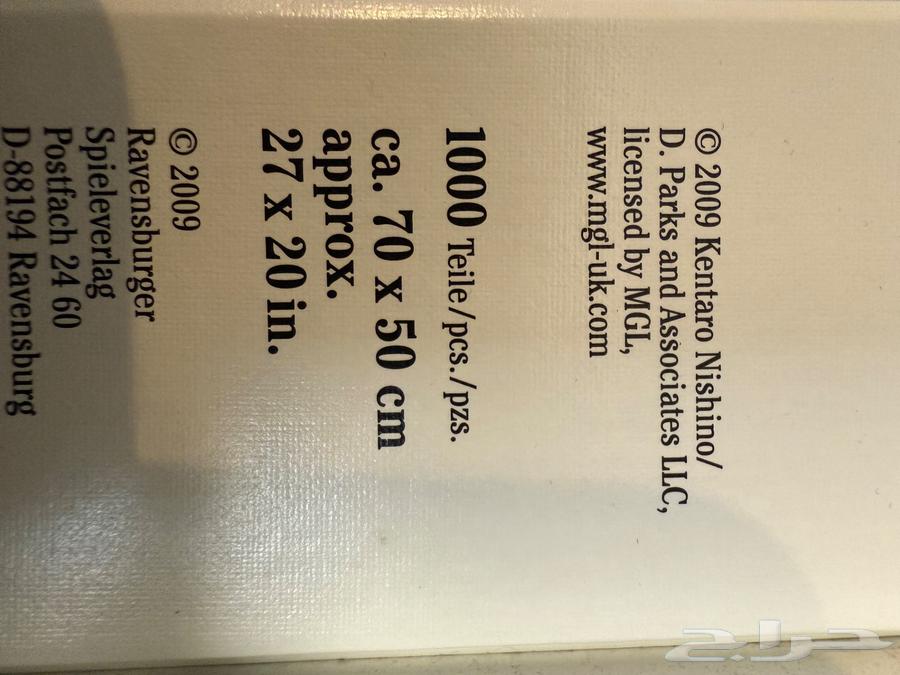 © 2009 Kentaro Nishino/
D. Parks and Associates LLC,
licensed by MGL,
www.mgl-uk.com
1000 Teile/pcs./pzs.
ca. 70 x 50 cm
approx.
27 x 20 in.
© 2009
Ravensburger
Spieleverlag
Postfach 24 60
D-88194 Ravensburg
حراج